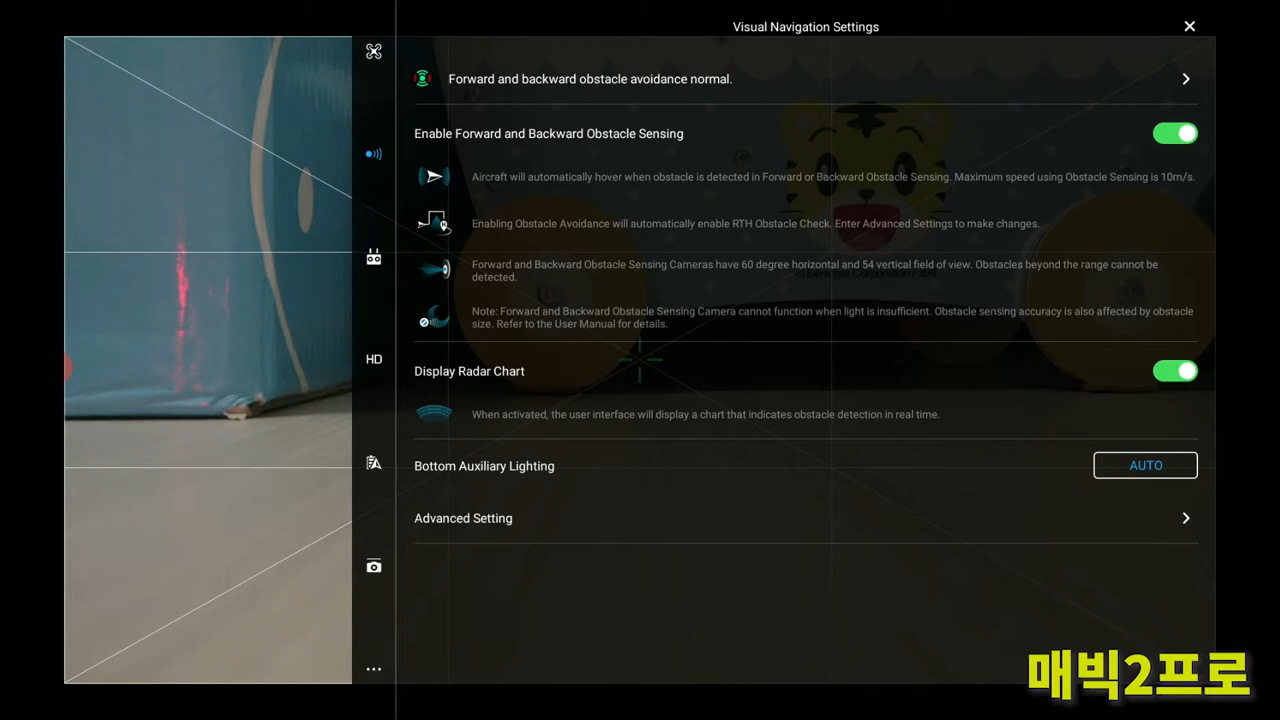 Visual Navigation Settings
Forward and backward obstacle avoidance normal.
Enable Forward and Backward Obstacle Sensing
Aircraft will automatically hover when obstacle is detected in Forward or Backward Obstacle Sensing. Maximum speed using Obstacle Sensing is 10m/s.
Enabling Obstacle Avoidance will automatically enable RTH Obstacle Check. Enter Advanced Settings to make changes.
Forward and Backward Obstacle Sensing Cameras have 60 degree horizontal and 54 vertical field of view. Obstacles beyond the range cannot be
detected.
Note: Forward and Backward Obstacle Sensing Camera cannot function when light is insufficient. Obstacle sensing accuracy is also affected by obstacle
size. Refer to the User Manual for details.
HD
Display Radar Chart
When activated, the user interface will display a chart that indicates obstacle detection in real time.
Bottom Auxiliary Lighting
AUTO
Advanced Setting
매빅2프로